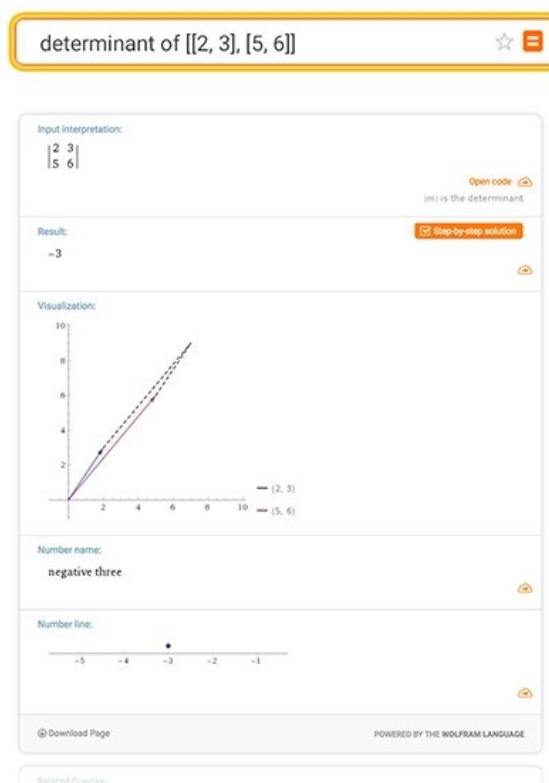 determinant of [[2, 3], [5, 6]]
Input interpretation:
|2 3|
|5 6|
Open code
|m| is the determinant
Result:
Step-by-step solution
-3
Visualization:
10
8
6
4
2
2 4 6 8 10
(2, 3)
(5, 6)
Number name:
negative three
Number line:
-5 -4 -3 -2 -1
Download Page
POWERED BY THE WOLFRAM LANGUAGE
Related Queries: